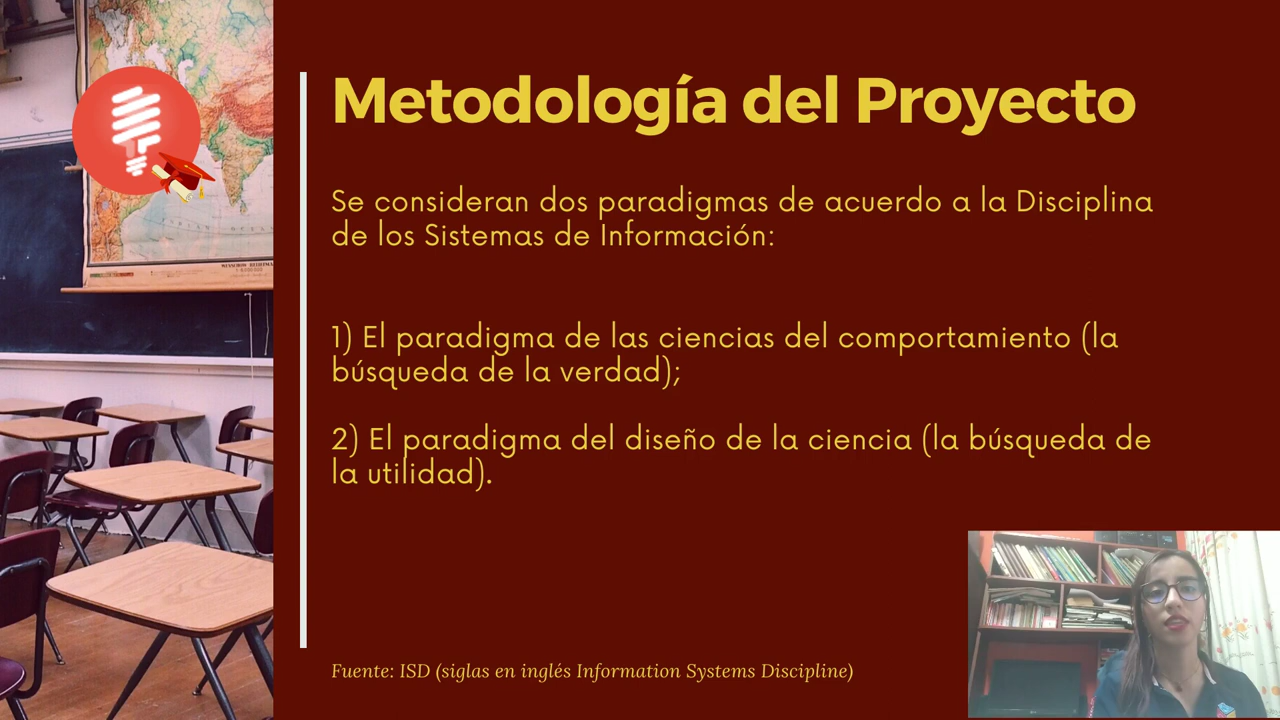 Metodología del Proyecto
Se consideran dos paradigmas de acuerdo a la Disciplina
de los Sistemas de Información:
1) El paradigma de las ciencias del comportamiento (la
búsqueda de la verdad);
2) El paradigma del diseño de la ciencia (la búsqueda de
la utilidad).
Fuente: ISD (siglas en inglés Information Systems Discipline)